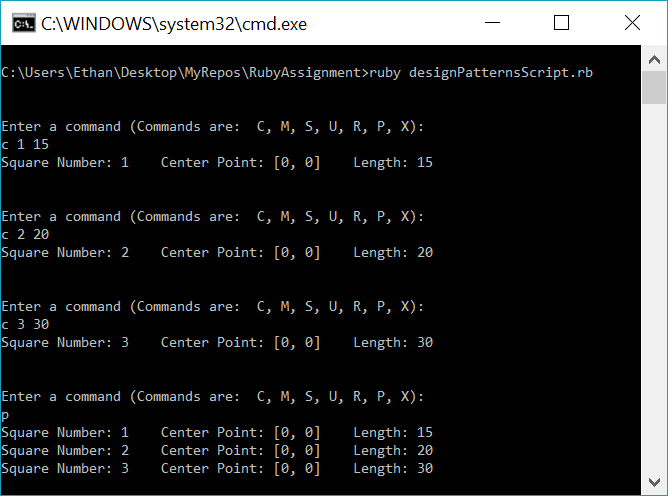 C:\WINDOWS\system32\cmd.exe
C:\Users\Ethan\Desktop\MyRepos\RubyAssignment>ruby designPatternsScript.rb
Enter a command (Commands are:  C, M, S, U, R, P, X):
c 1 15
Square Number: 1    Center Point: [0, 0]    Length: 15
Enter a command (Commands are:  C, M, S, U, R, P, X):
c 2 20
Square Number: 2    Center Point: [0, 0]    Length: 20
Enter a command (Commands are:  C, M, S, U, R, P, X):
c 3 30
Square Number: 3    Center Point: [0, 0]    Length: 30
Enter a command (Commands are:  C, M, S, U, R, P, X):
p
Square Number: 1    Center Point: [0, 0]    Length: 15
Square Number: 2    Center Point: [0, 0]    Length: 20
Square Number: 3    Center Point: [0, 0]    Length: 30